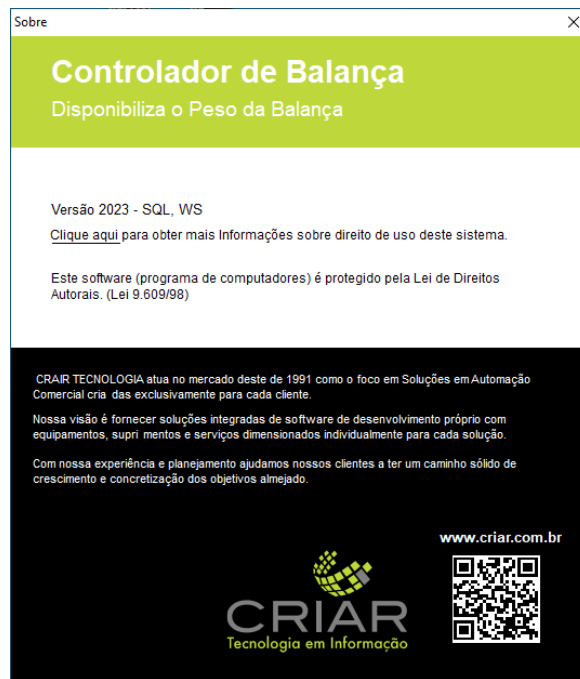 Sobre
Controlador de Balança
Disponibiliza o Peso da Balança
Versão 2023 - SQL, WS
Clique aqui para obter mais Informações sobre direito de uso deste sistema.
Este software (programa de computadores) é protegido pela Lei de Direitos
Autorais. (Lei 9.609/98)
CRAIR TECNOLOGIA atua no mercado deste de 1991 como o foco em Soluções em Automação
Comercial cria das exclusivamente para cada cliente.
Nossa visão é fornecer soluções integradas de software de desenvolvimento próprio com
equipamentos, supri mentos e serviços dimensionados individualmente para cada solução.
Com nossa experiência e planejamento ajudamos nossos clientes a ter um caminho sólido de
crescimento e concretização dos objetivos almejado.
www.criar.com.br
CRIAR
Tecnologia em Informação